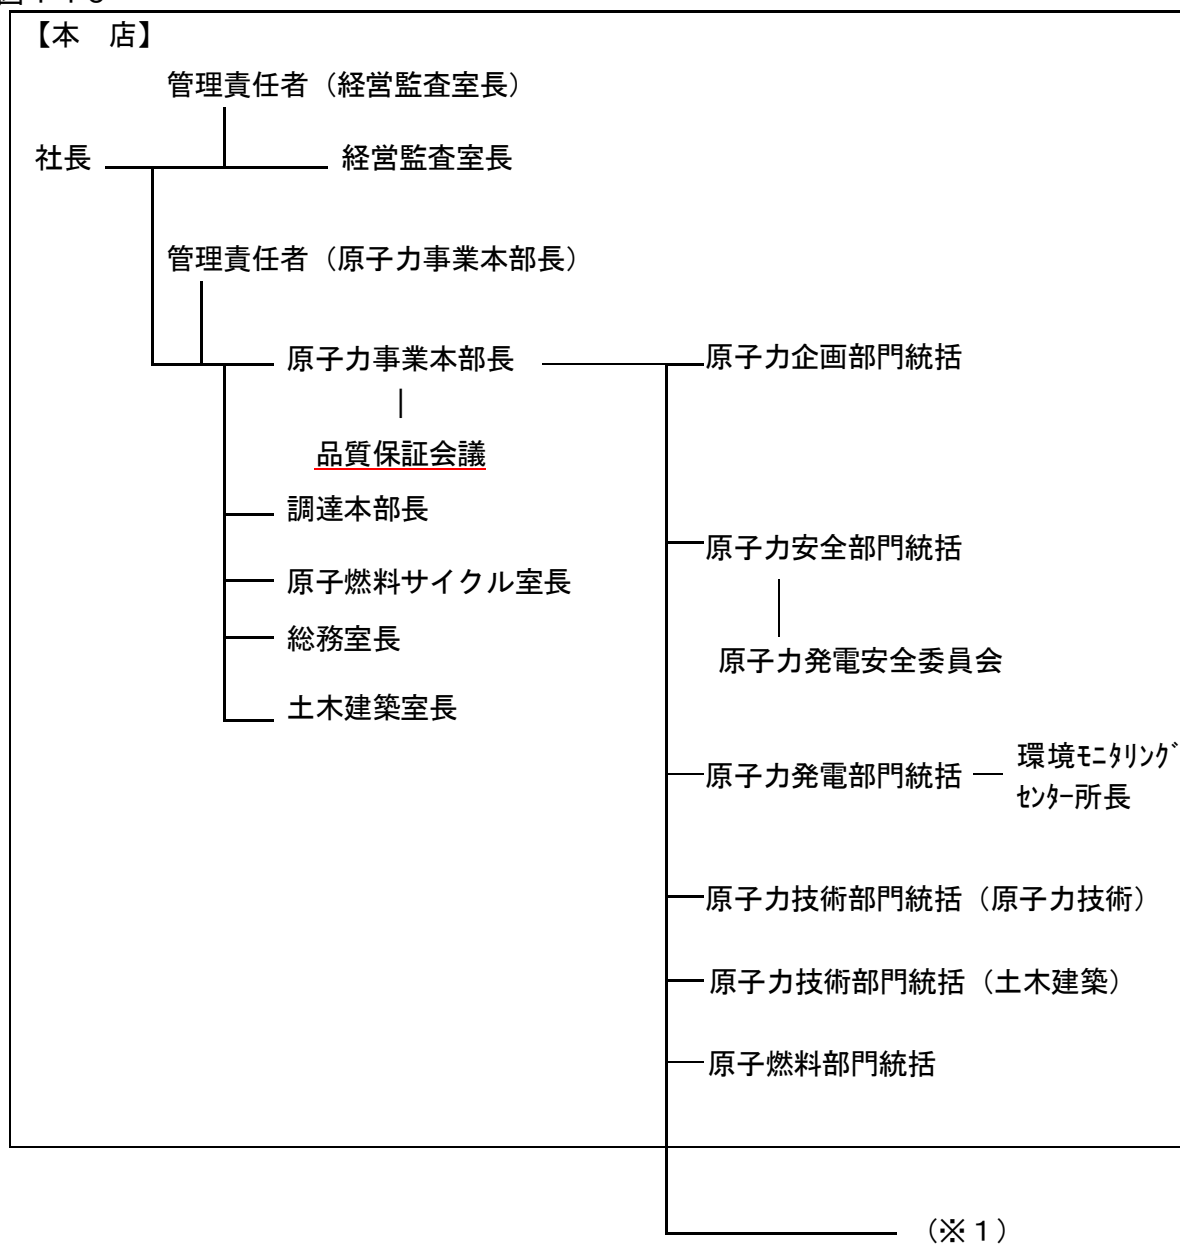 【本　店】
管理責任者（経営監査室長）
社長
経営監査室長
管理責任者（原子力事業本部長）
原子力事業本部長
品質保証会議
調達本部長
原子燃料サイクル室長
総務室長
土木建築室長
原子力企画部門統括
原子力安全部門統括
原子力発電安全委員会
原子力発電部門統括
環境ﾓﾆﾀﾘﾝｸﾞ
ｾﾝﾀｰ所長
原子力技術部門統括（原子力技術）
原子力技術部門統括（土木建築）
原子燃料部門統括
（※１）